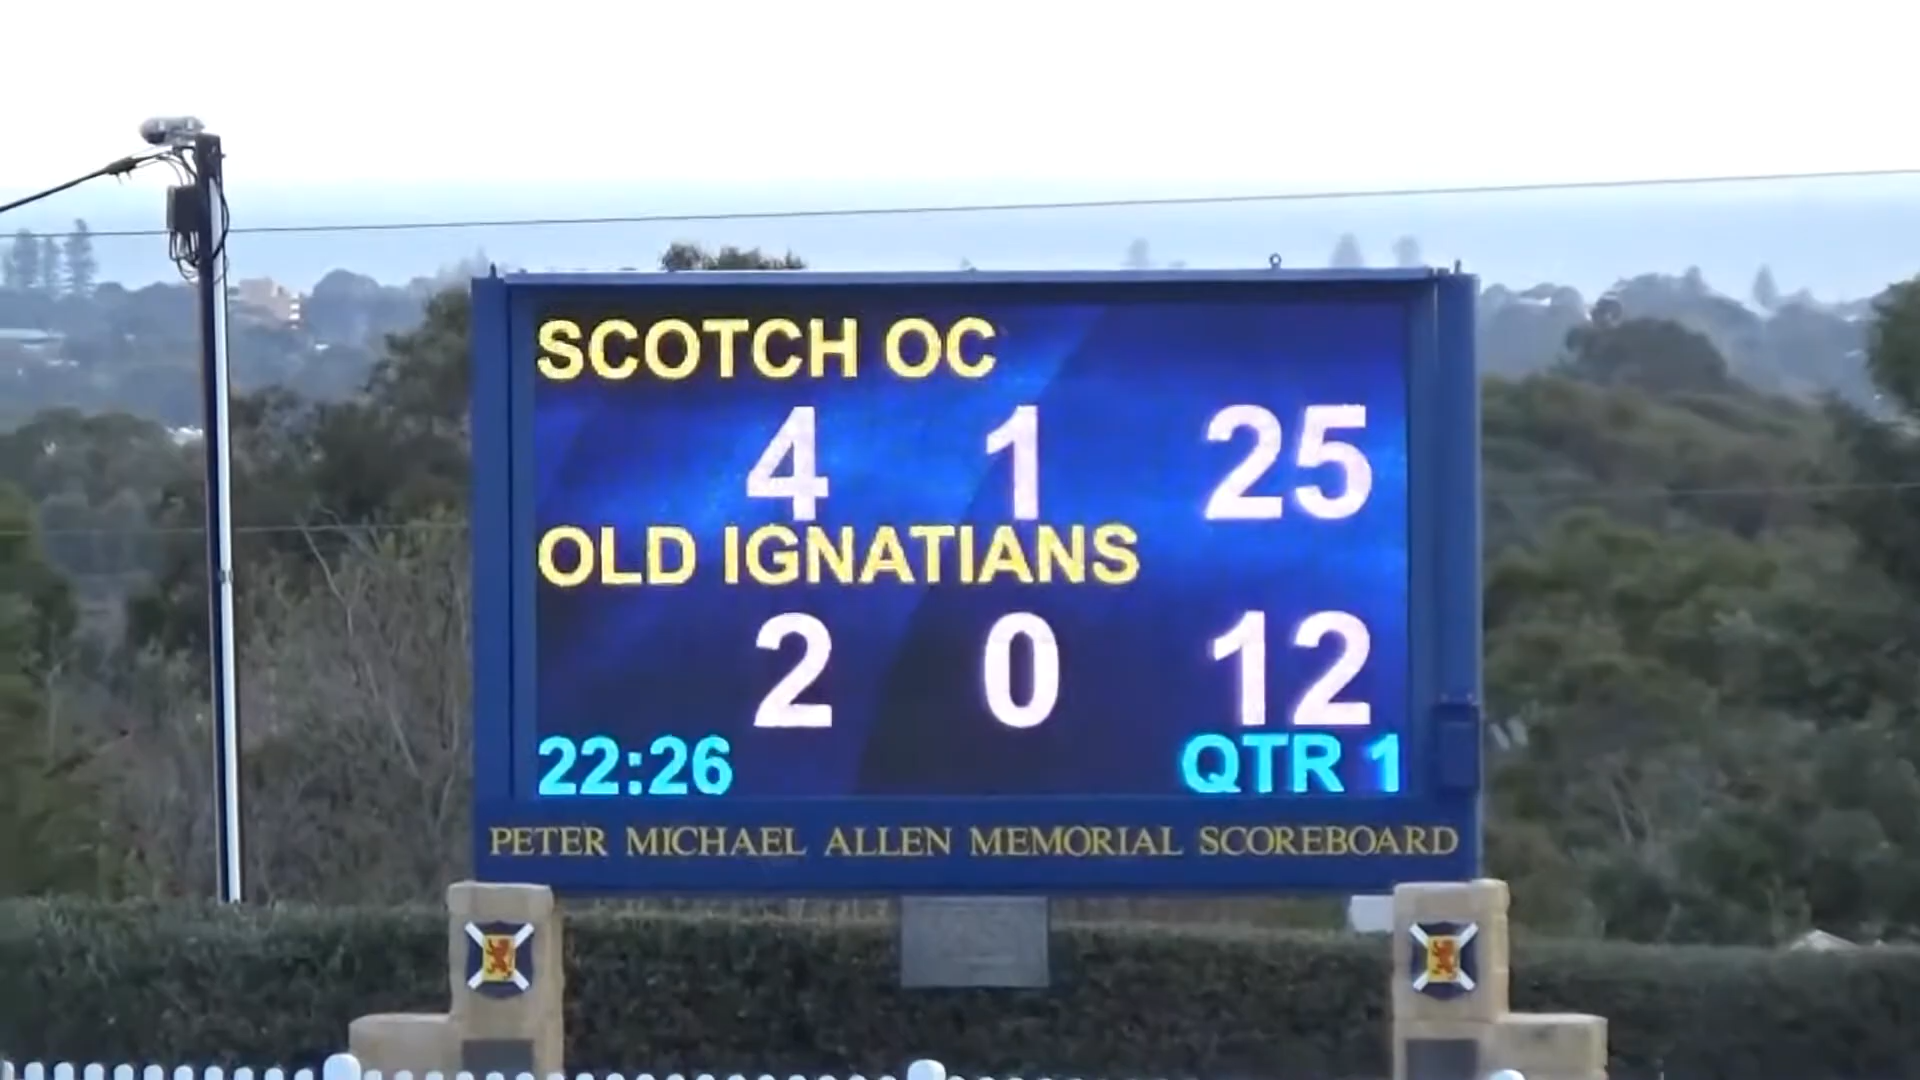 SCOTCH OC
4 1 25
OLD IGNATIANS
2 0 12
22:26 QTR 1
PETER MICHAEL ALLEN MEMORIAL SCOREBOARD